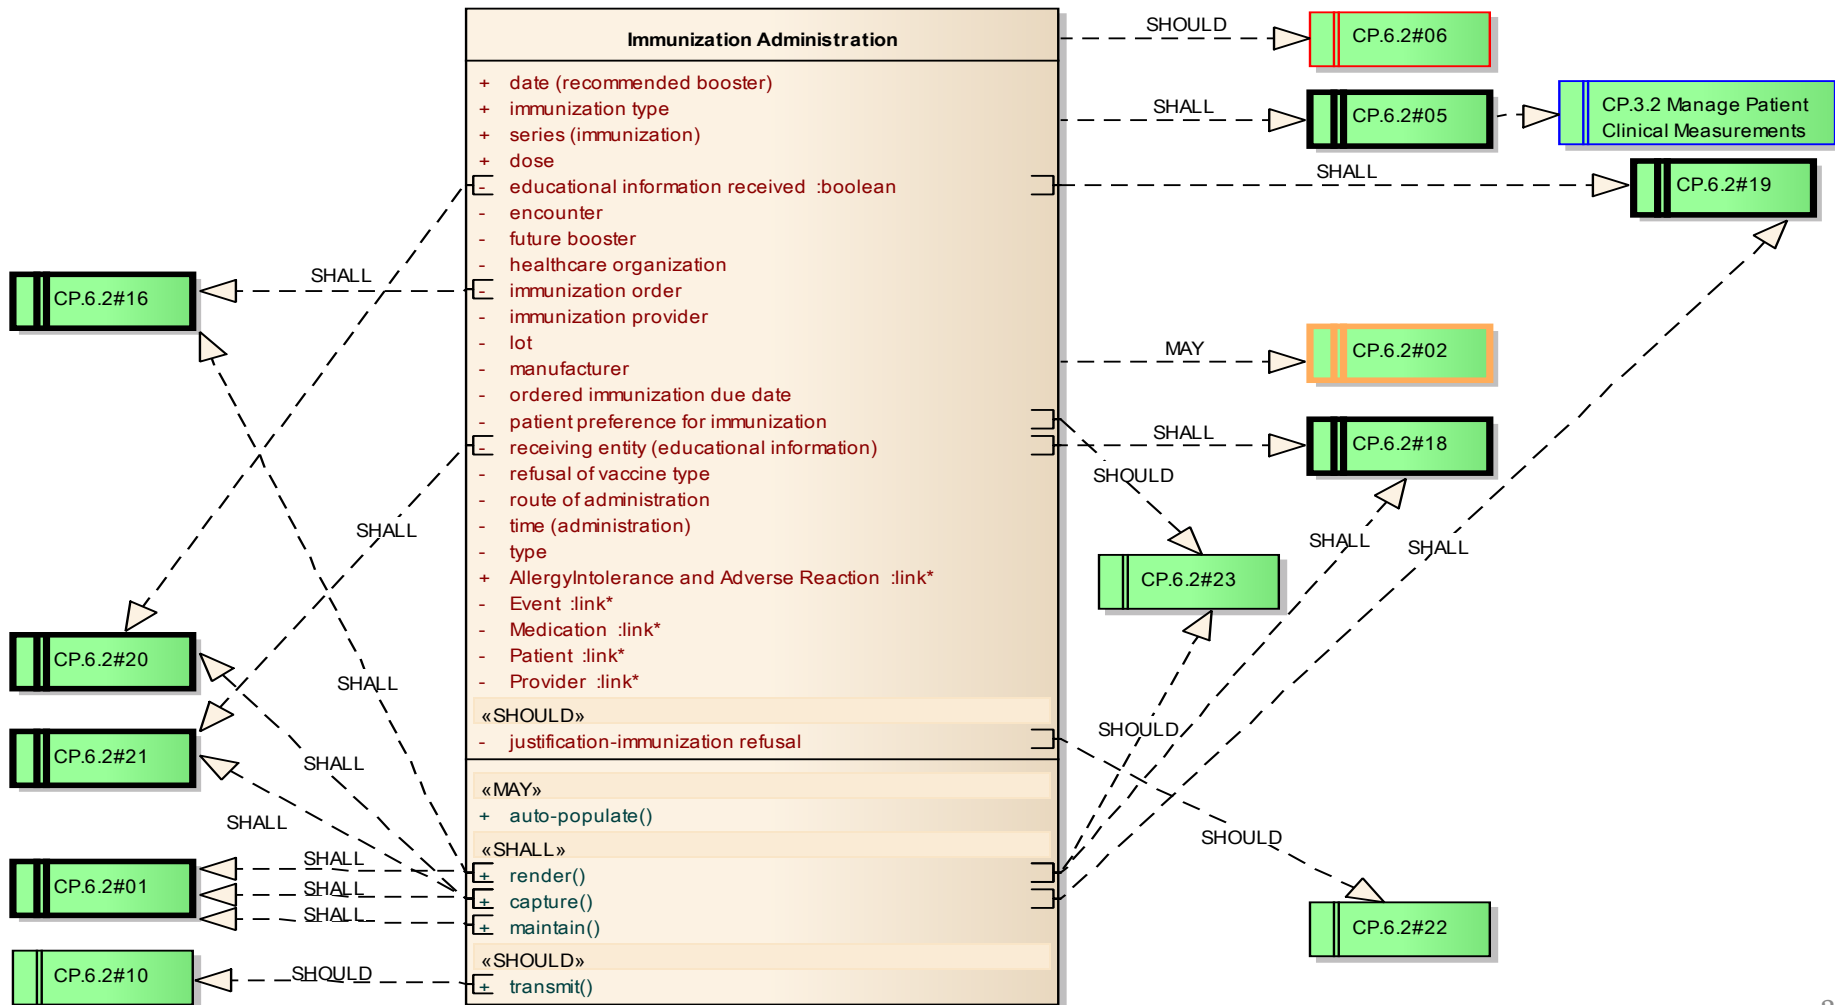 Immunization Administration
+ date (recommended booster)
+ immunization type
+ series (immunization)
+ dose
- educational information received :boolean
- encounter
- future booster
- healthcare organization
- immunization order
- immunization provider
- lot
- manufacturer
- ordered immunization due date
- patient preference for immunization
- receiving entity (educational information)
- refusal of vaccine type
- route of administration
- time (administration)
- type
+ AllergyIntolerance and Adverse Reaction :link*
- Event :link*
- Medication :link*
- Patient :link*
- Provider :link*
«SHOULD»
- justification-immunization refusal
«MAY»
+ auto-populate()
«SHALL»
+ render()
+ capture()
+ maintain()
«SHOULD»
+ transmit()
SHALL
CP.6.2#16
SHALL
SHALL
CP.6.2#20
CP.6.2#21
SHALL
SHALL
SHALL
CP.6.2#01
SHALL
SHALL
CP.6.2#10
SHOULD
SHOULD
CP.6.2#06
SHALL
CP.6.2#05
CP.3.2 Manage Patient
Clinical Measurements
SHALL
CP.6.2#19
MAY
CP.6.2#02
SHALL
CP.6.2#18
SHOULD
SHALL
SHALL
CP.6.2#23
SHOULD
SHOULD
CP.6.2#22